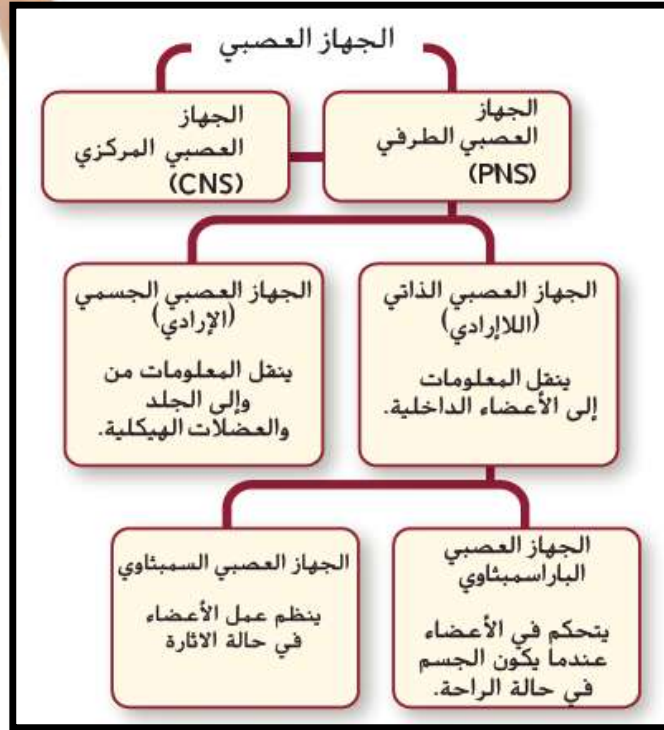 الجهاز العصبي
الجهاز
العصبي الطرفي
(PNS)
الجهاز
العصبي المركزي
(CNS)
الجهاز العصبي الذاتي
(اللاإرادي)
ينقل المعلومات
إلى الأعضاء الداخلية.
الجهاز العصبي الجسمي
(الإرادي)
ينقل المعلومات من
وإلى الجلد
والعضلات الهيكلية.
الجهاز العصبي
الباراسمبثاوي
يتحكم في الأعضاء
عندما يكون الجسم
في حالة الراحة.
الجهاز العصبي السمبثاوي
ينظم عمل الأعضاء
في حالة الاثارة